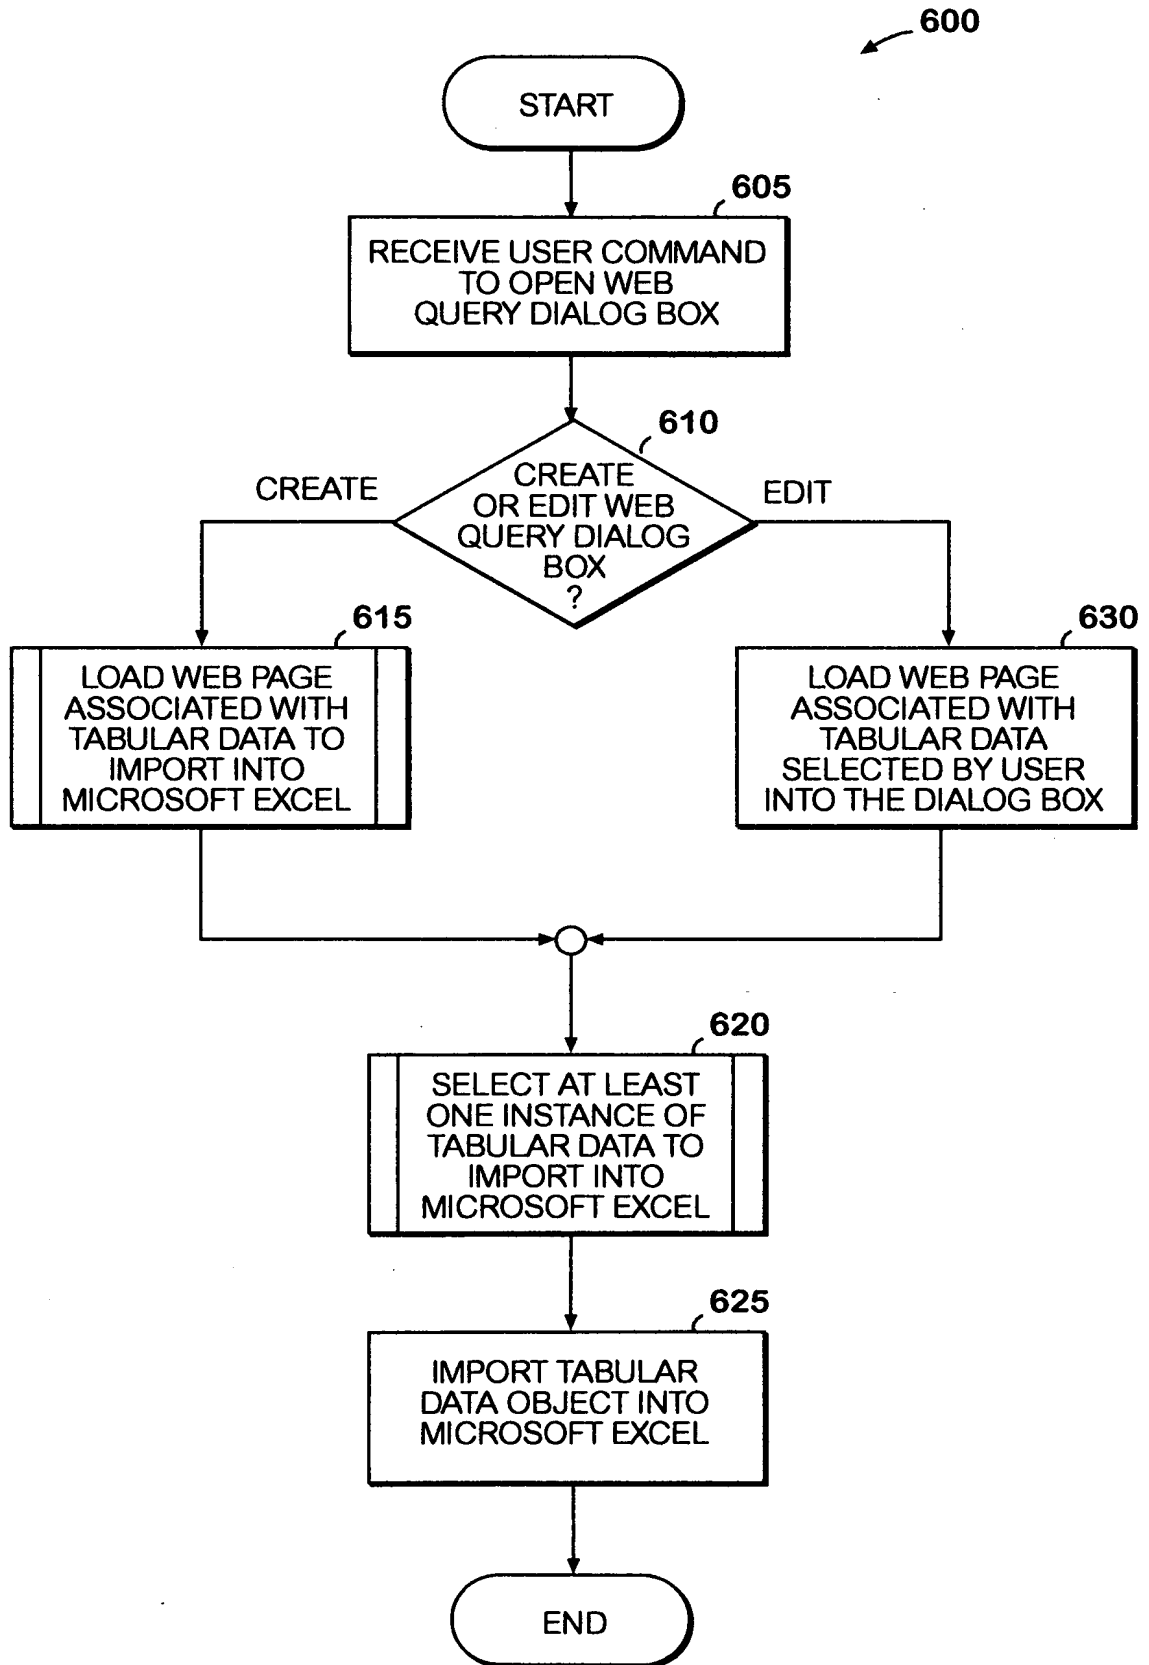 600
START
605
RECEIVE USER COMMAND
TO OPEN WEB
QUERY DIALOG BOX
610
CREATE
OR EDIT WEB
QUERY DIALOG
BOX
?
CREATE
EDIT
615
LOAD WEB PAGE
ASSOCIATED WITH
TABULAR DATA TO
IMPORT INTO
MICROSOFT EXCEL
630
LOAD WEB PAGE
ASSOCIATED WITH
TABULAR DATA
SELECTED BY USER
INTO THE DIALOG BOX
620
SELECT AT LEAST
ONE INSTANCE OF
TABULAR DATA TO
IMPORT INTO
MICROSOFT EXCEL
625
IMPORT TABULAR
DATA OBJECT INTO
MICROSOFT EXCEL
END